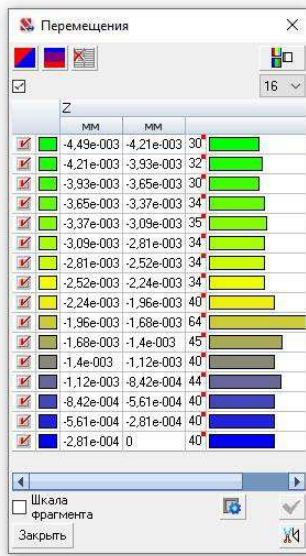 Перемещения
16
Z
мм мм
-4,49e-003 -4,21e-003 30
-4,21e-003 -3,93e-003 32
-3,93e-003 -3,65e-003 30
-3,65e-003 -3,37e-003 34
-3,37e-003 -3,09e-003 35
-3,09e-003 -2,81e-003 34
-2,81e-003 -2,52e-003 34
-2,52e-003 -2,24e-003 34
-2,24e-003 -1,96e-003 40
-1,96e-003 -1,68e-003 64
-1,68e-003 -1,4e-003 45
-1,4e-003 -1,12e-003 40
-1,12e-003 -8,42e-004 44
-8,42e-004 -5,61e-004 40
-5,61e-004 -2,81e-004 40
-2,81e-004 0 40
Шкала
фрагмента
Закрыть